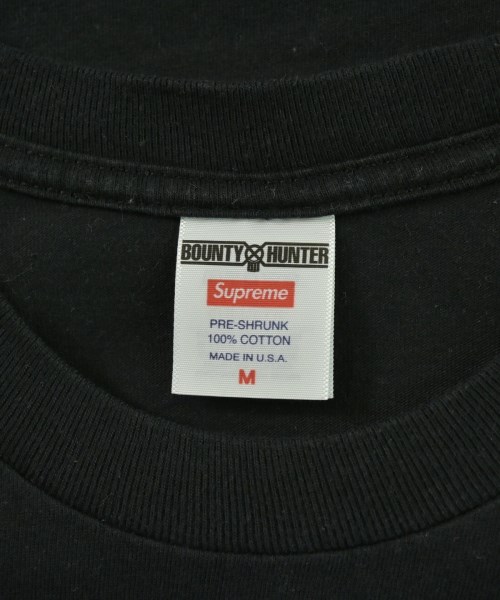 BOUNTY HUNTER
Supreme
PRE-SHRUNK
100% COTTON
MADE IN U.S.A.
M